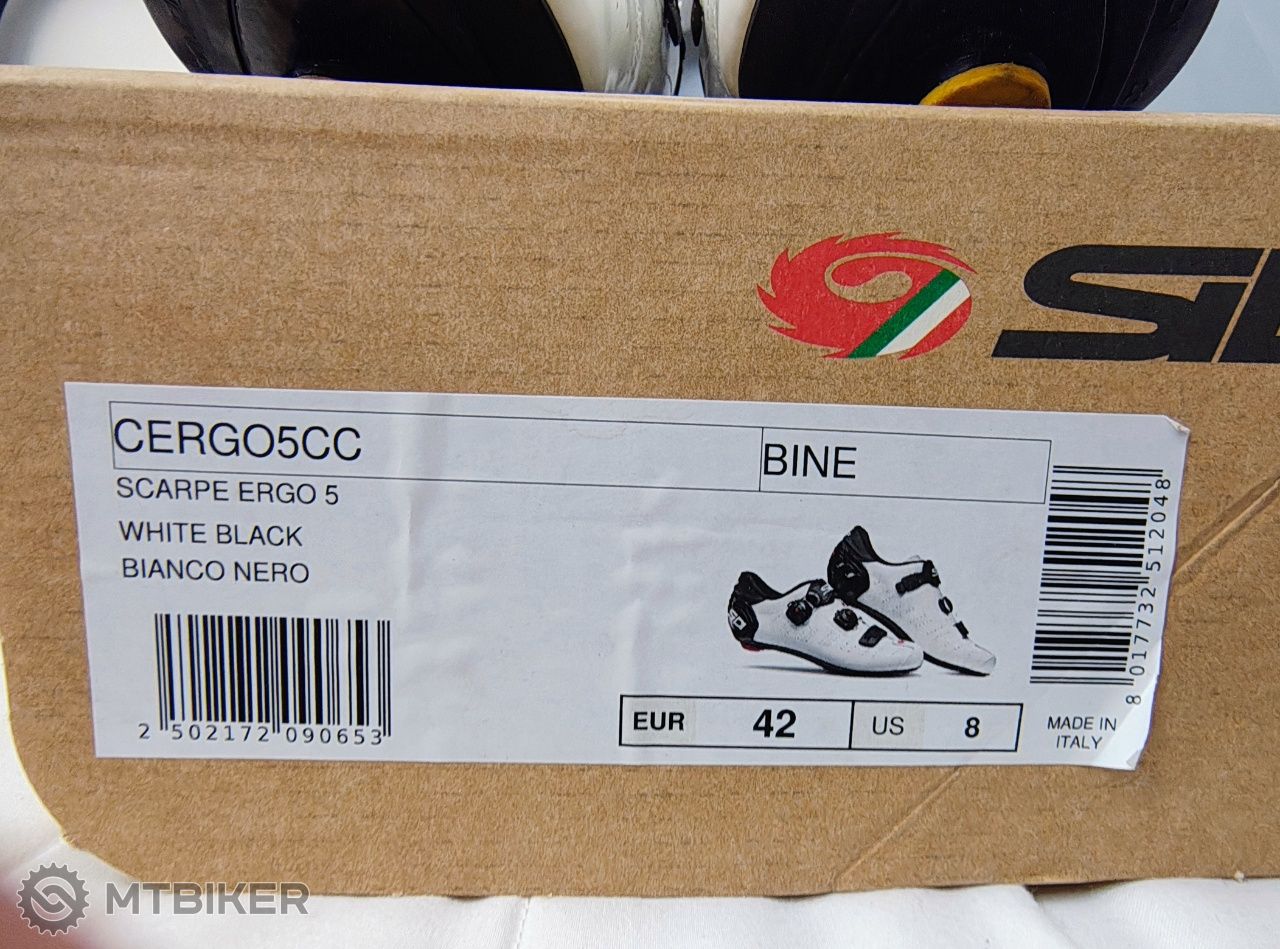 CERGO5CC
BINE
SCARPE ERGO 5
WHITE BLACK
BIANCO NERO
2 502172 090653
EUR 42 US 8
MADE IN
ITALY
8 017732 512048
MTBIKER